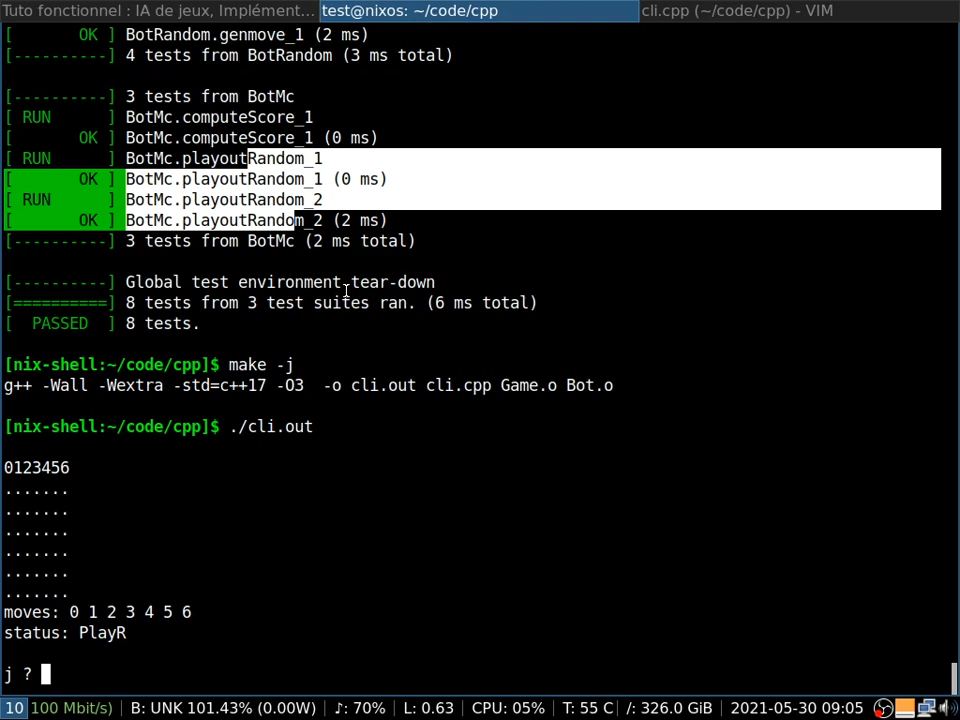 Tuto fonctionnel : IA de jeux, Implément... test@nixos: ~/code/cpp cli.cpp (~/code/cpp) - VIM
[       OK ] BotRandom.genmove_1 (2 ms)
[----------] 4 tests from BotRandom (3 ms total)
[----------] 3 tests from BotMc
[ RUN      ] BotMc.computeScore_1
[       OK ] BotMc.computeScore_1 (0 ms)
[ RUN      ] BotMc.playoutRandom_1
[       OK ] BotMc.playoutRandom_1 (0 ms)
[ RUN      ] BotMc.playoutRandom_2
[       OK ] BotMc.playoutRandom_2 (2 ms)
[----------] 3 tests from BotMc (2 ms total)
[----------] Global test environment tear-down
[==========] 8 tests from 3 test suites ran. (6 ms total)
[  PASSED  ] 8 tests.
[nix-shell:~/code/cpp]$ make -j
g++ -Wall -Wextra -std=c++17 -O3  -o cli.out cli.cpp Game.o Bot.o
[nix-shell:~/code/cpp]$ ./cli.out
0123456
.......
.......
.......
.......
.......
.......
moves: 0 1 2 3 4 5 6
status: PlayR
j ?
10 100 Mbit/s) | B: UNK 101.43% (0.00W) | ♪: 70% | L: 0.63 | CPU: 05% | T: 55 C | /: 326.0 GiB | 2021-05-30 09:05